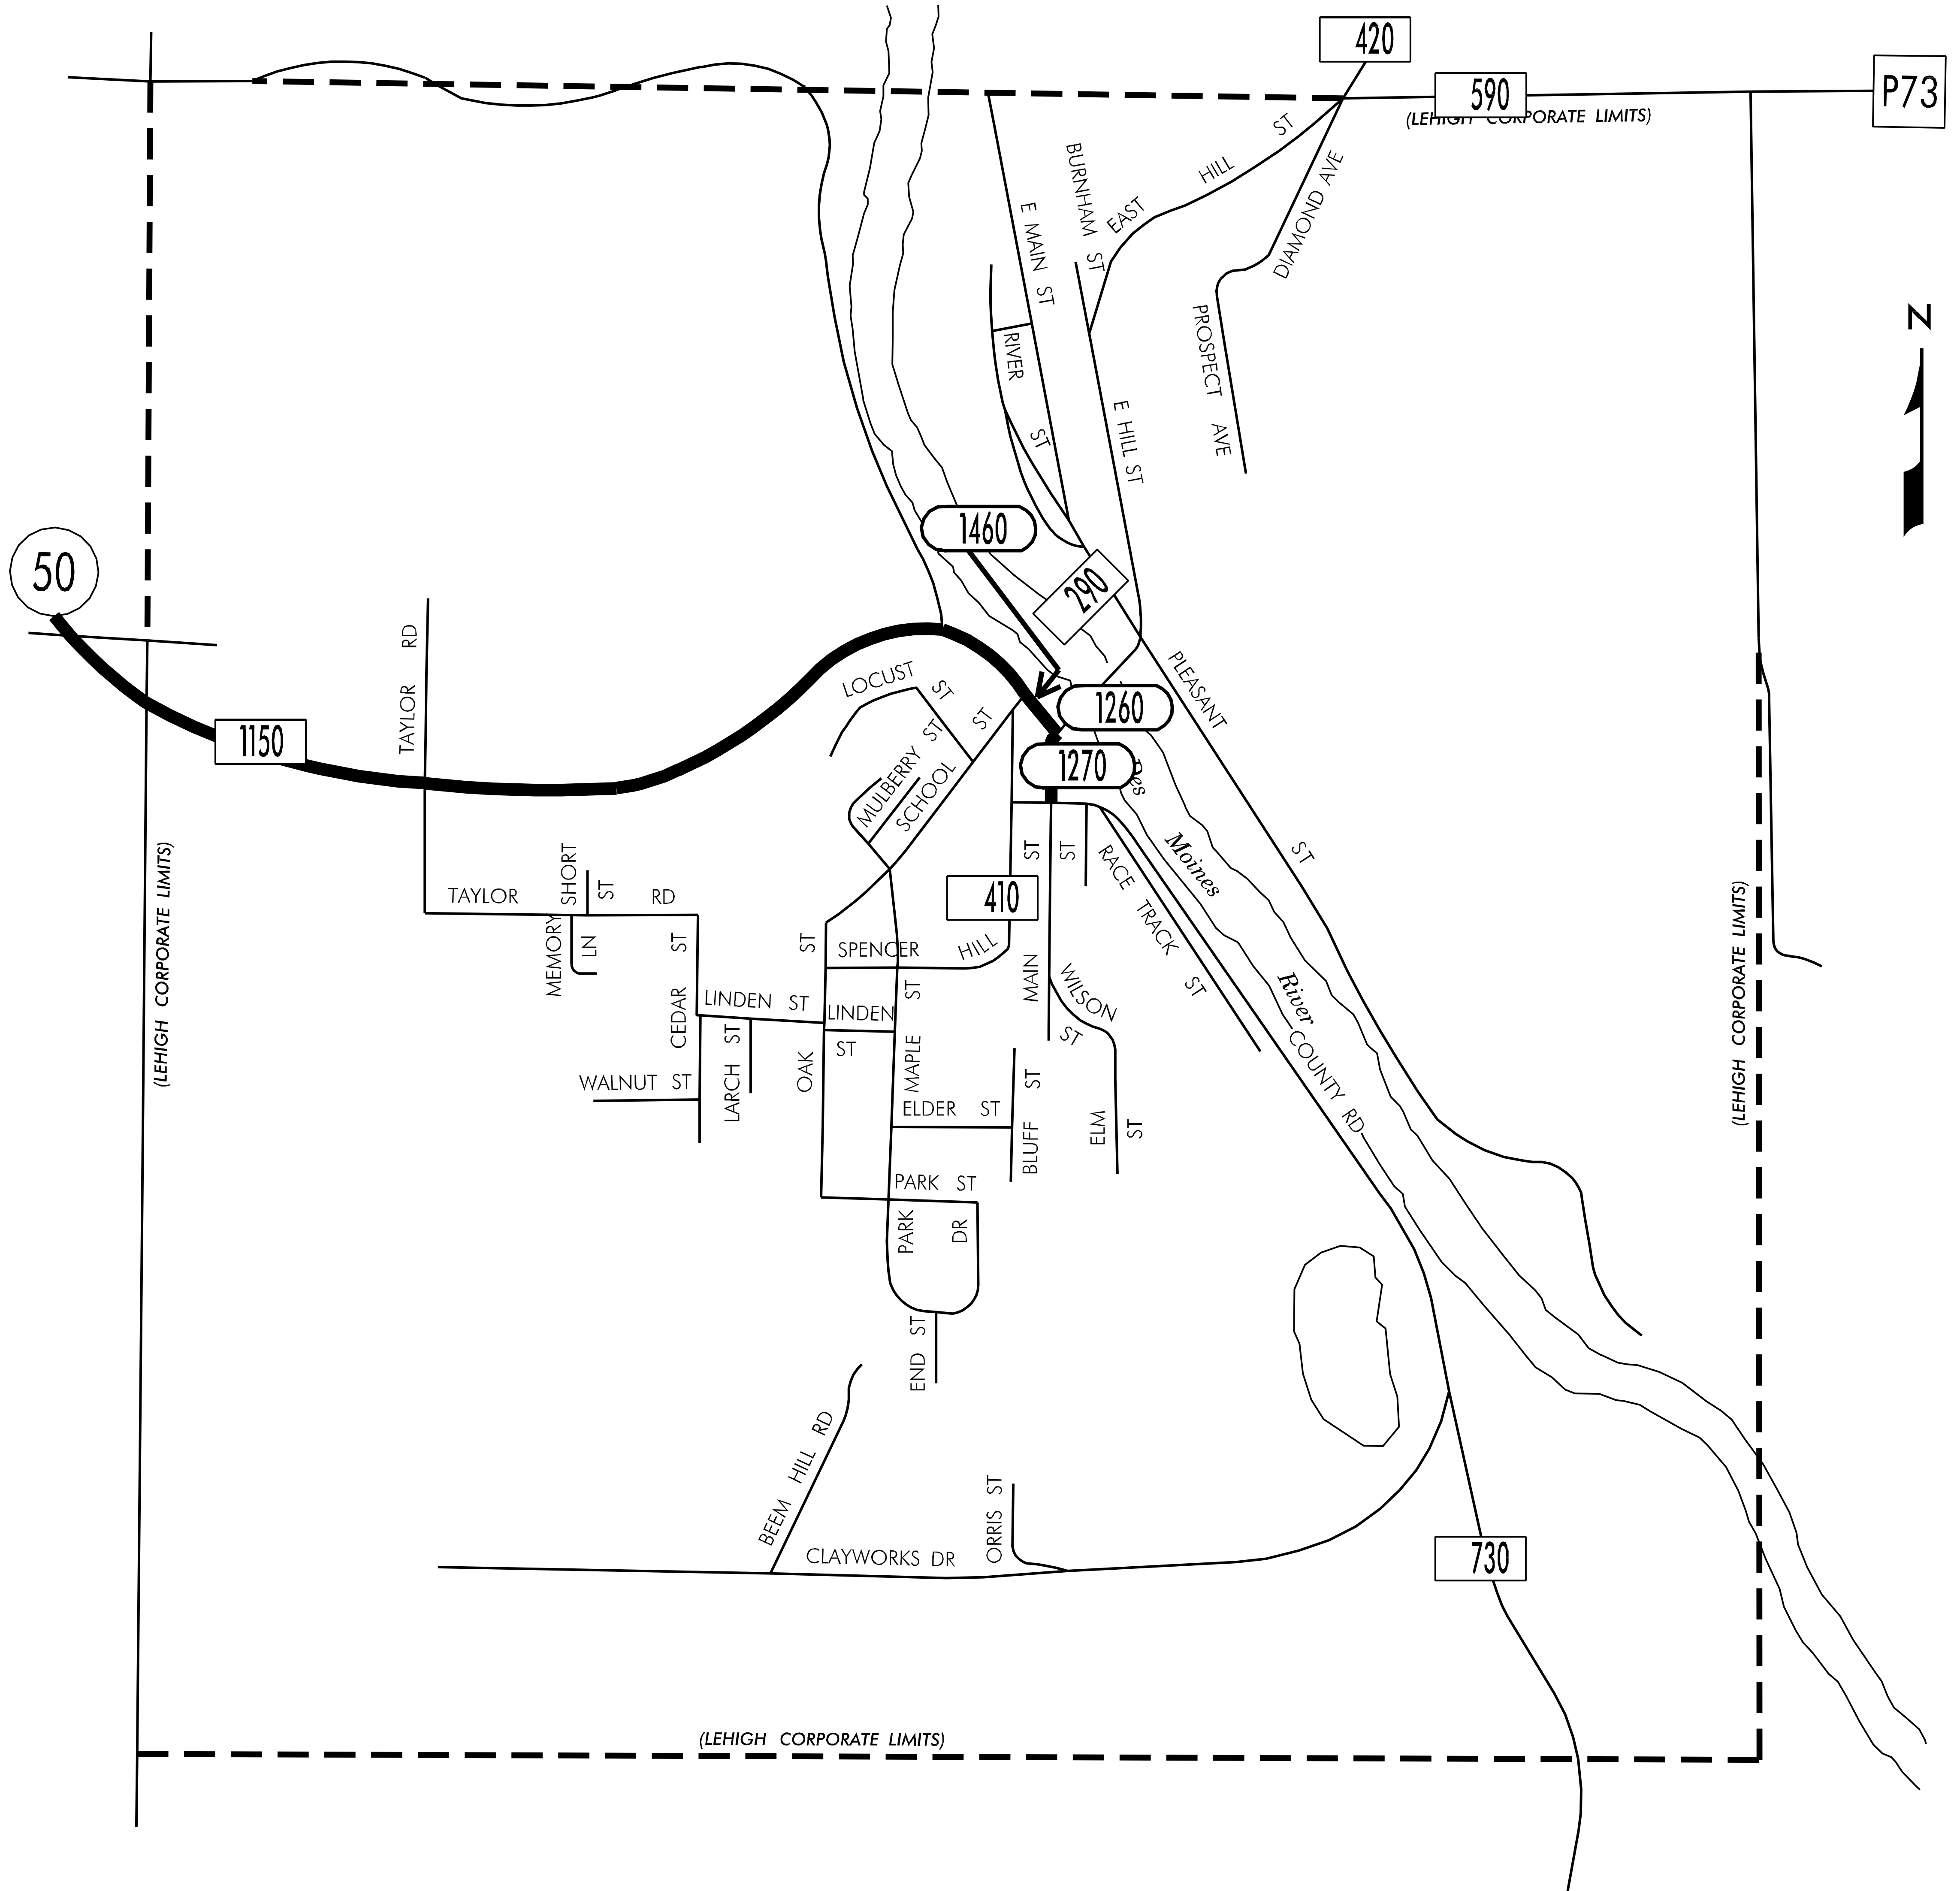 420
590
P73
(LEHIGH CORPORATE LIMITS)
EAST HILL ST
BURNHAM ST
E MAIN ST
DIAMOND AVE
N
PROSPECT AVE
RIVER ST
E HILL ST
1460
50
290
TAYLOR RD
LOCUST ST
PLEASANT ST
1260
1150
MULBERRY ST
SCHOOL ST
1270
Des Moines River
(LEHIGH CORPORATE LIMITS)
SHORT ST
TAYLOR RD
410
MAIN ST
ST
RACE TRACK ST
(LEHIGH CORPORATE LIMITS)
MEMORY LN
CEDAR ST
OAK ST
SPENCER HILL
WILSON ST
LINDEN ST
LINDEN ST
MAPLE ST
LARCH ST
WALNUT ST
COUNTY RD
ELDER ST
BLUFF ST
ELM ST
PARK ST
PARK DR
END ST
BEEM HILL RD
ORRIS ST
CLAYWORKS DR
730
(LEHIGH CORPORATE LIMITS)